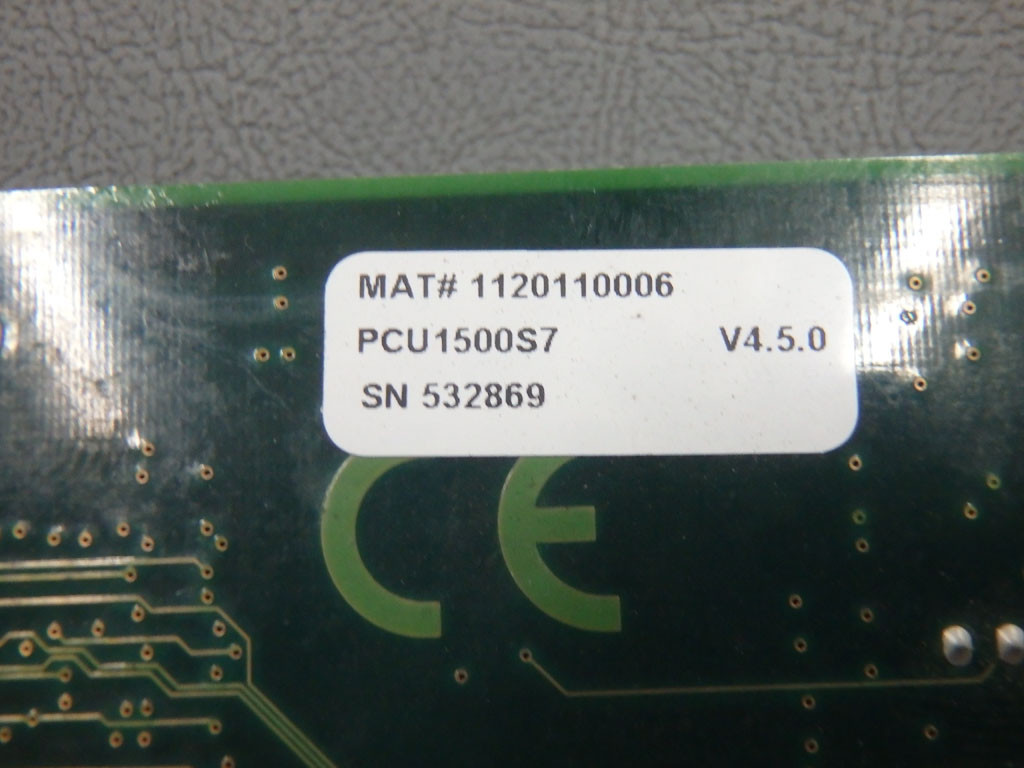 MAT# 1120110006
PCU1500S7 V4.5.0
SN 532869
CE